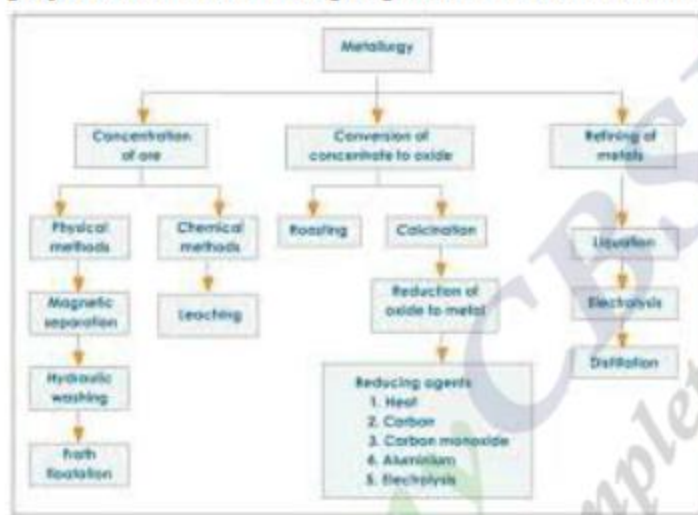 Metallurgy
Concentration
of ore
Conversion of
concentrate to oxide
Refining of
metals
Physical
methods
Chemical
methods
Roasting
Calcination
Liquation
Magnetic
separation
Leaching
Reduction of
oxide to metal
Electrolysis
Hydraulic
washing
Distillation
Froth
floatation
Reducing agents
1. Heat
2. Carbon
3. Carbon monoxide
4. Aluminium
5. Electrolysis
CBS